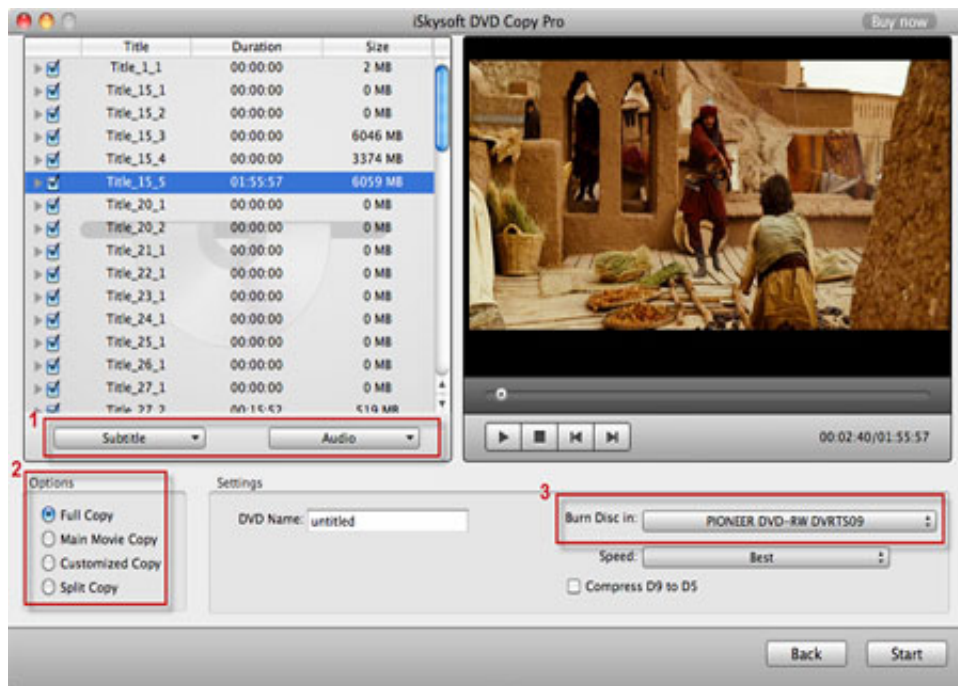 iSkysoft DVD Copy Pro
Buy now
Title Duration Size
Title_1_1 00:00:00 2 MB
Title_15_1 00:00:00 0 MB
Title_15_2 00:00:00 0 MB
Title_15_3 00:00:00 6046 MB
Title_15_4 00:00:00 3374 MB
Title_15_5 01:55:57 6059 MB
Title_20_1 00:00:00 0 MB
Title_20_2 00:00:00 0 MB
Title_21_1 00:00:00 0 MB
Title_22_1 00:00:00 0 MB
Title_23_1 00:00:00 0 MB
Title_24_1 00:00:00 0 MB
Title_25_1 00:00:00 0 MB
Title_26_1 00:00:00 0 MB
Title_27_1 00:00:00 0 MB
Title_27_2 00:15:52 519 MB
1
Subtitle Audio
00:02:40/01:55:57
2
Options
Full Copy
Main Movie Copy
Customized Copy
Split Copy
Settings
DVD Name: untitled
3
Burn Disc in: PIONEER DVD-RW DVRTS09
Speed: Best
Compress D9 to D5
Back Start